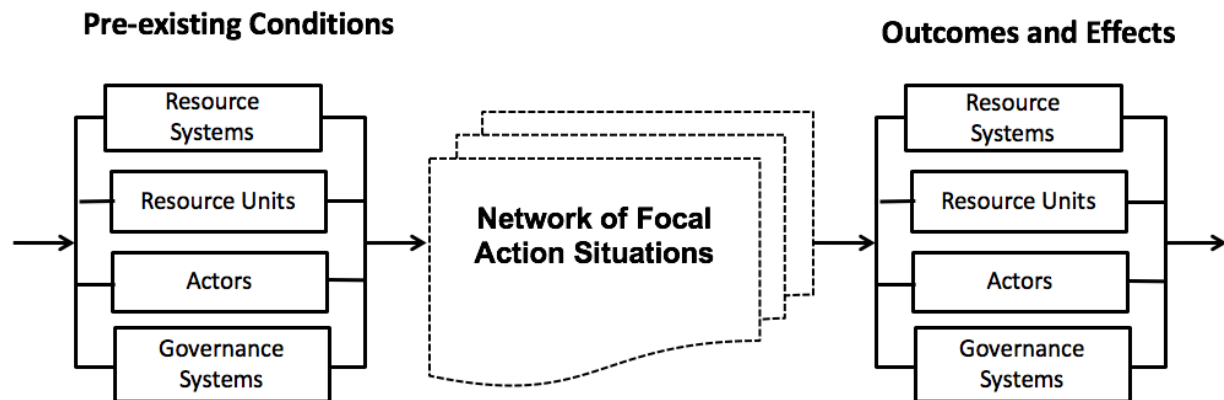 Pre-existing Conditions
Resource
Systems
Resource Units
Actors
Governance
Systems
Network of Focal
Action Situations
Outcomes and Effects
Resource
Systems
Resource Units
Actors
Governance
Systems